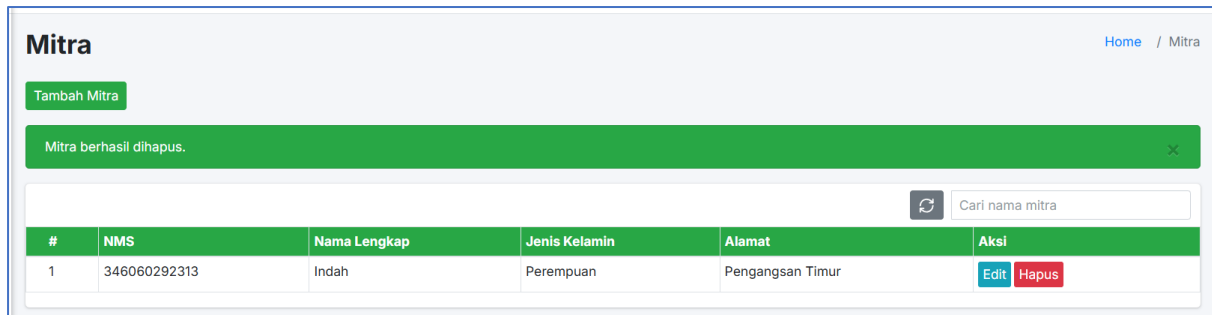 Mitra
Home / Mitra
Tambah Mitra
Mitra berhasil dihapus.
×
Cari nama mitra
# NMS Nama Lengkap Jenis Kelamin Alamat Aksi
1 346060292313 Indah Perempuan Pengangsan Timur Edit Hapus